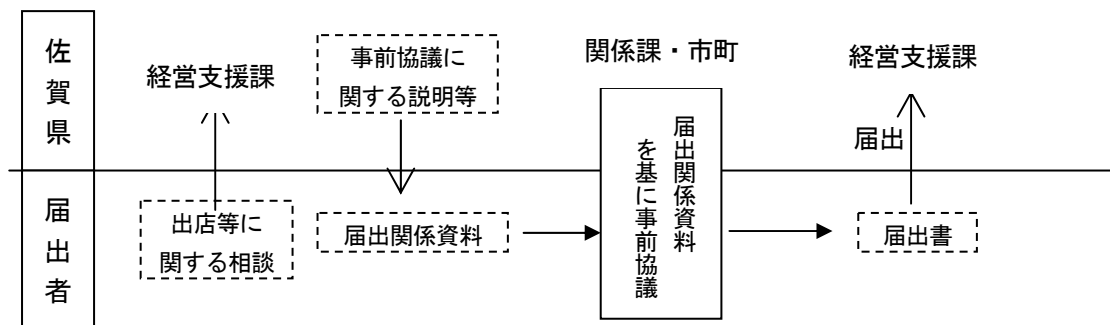 佐賀県
経営支援課
事前協議に
関する説明等
関係課・市町
経営支援課
届出
届出関係資料
を基に事前協議
届出者
出店等に
関する相談
届出関係資料
届出書